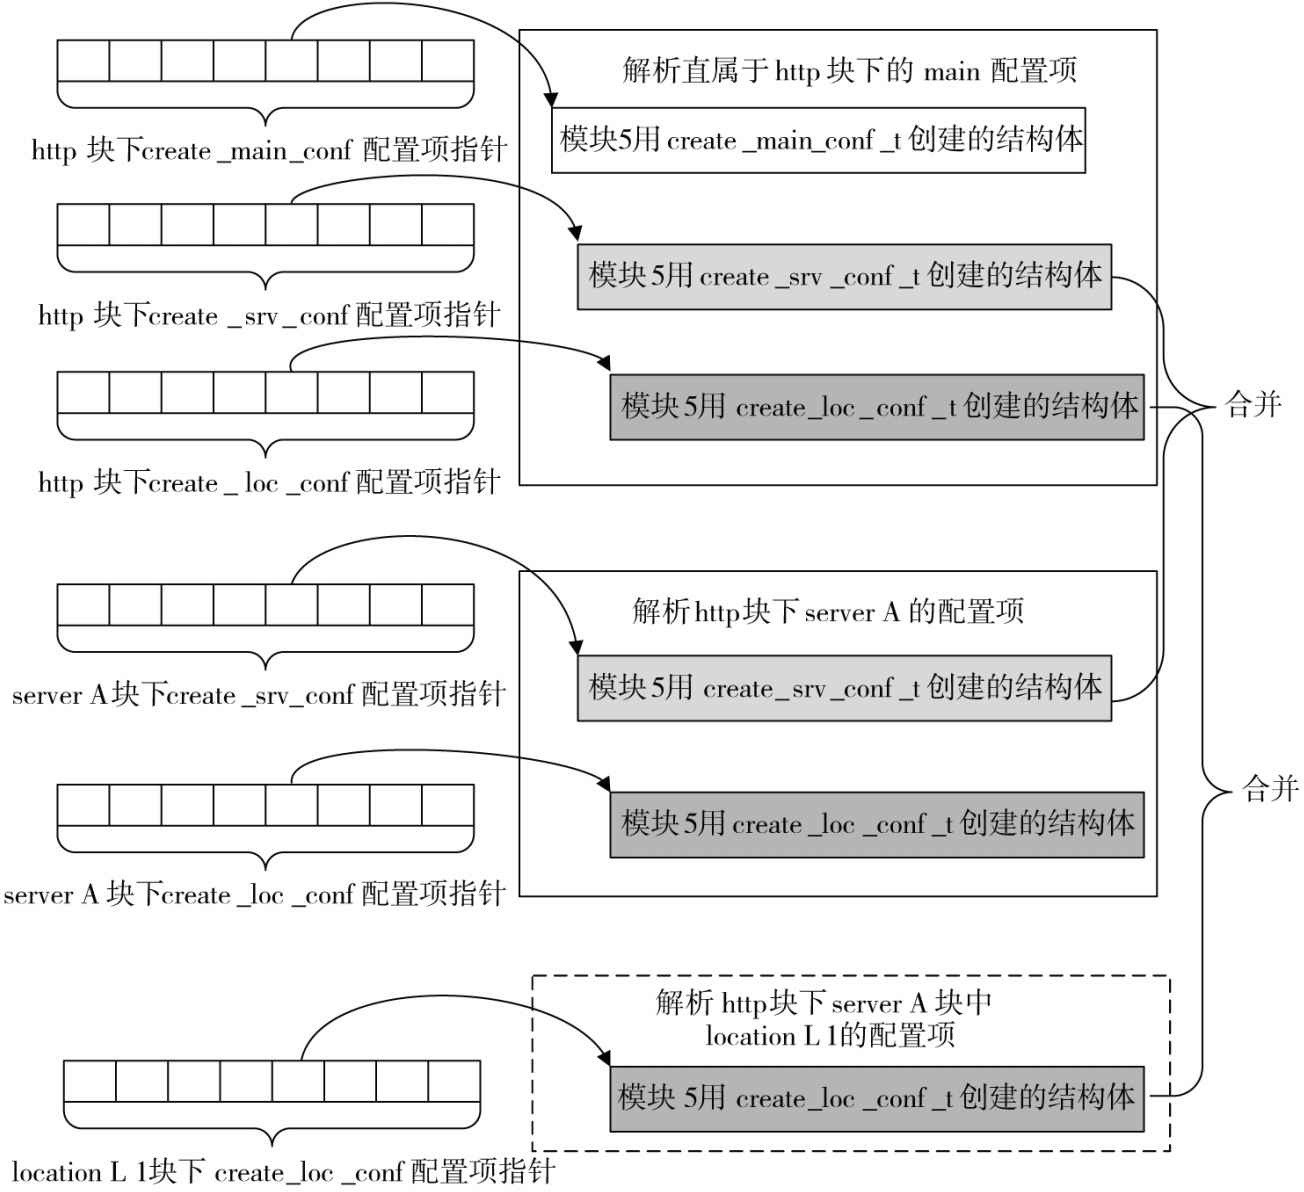 解析直属于http块下的 main 配置项
模块5用 create _main_conf _t 创建的结构体
http 块下create _main_conf 配置项指针
模块 5用 create _srv _conf _t 创建的结构体
http 块下create _srv_conf 配置项指针
模块 5用 create_loc _conf _t 创建的结构体
合并
http 块下create_ loc _conf 配置项指针
解析http块下 server A 的配置项
模块 5用 create_srv_conf _t 创建的结构体
server A块下create _srv_conf 配置项指针
合并
模块 5用 create _loc _conf _t 创建的结构体
server A 块下create _loc _conf 配置项指针
解析 http块下 server A 块中
location L 1的配置项
模块 5用 create_loc _conf _t 创建的结构体
location L 1块下 create_loc _conf 配置项指针